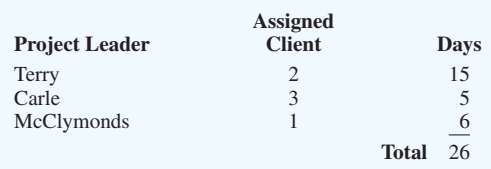 Assigned
Project Leader Client Days
Terry 2 15
Carle 3 5
McClymonds 1 6
Total 26